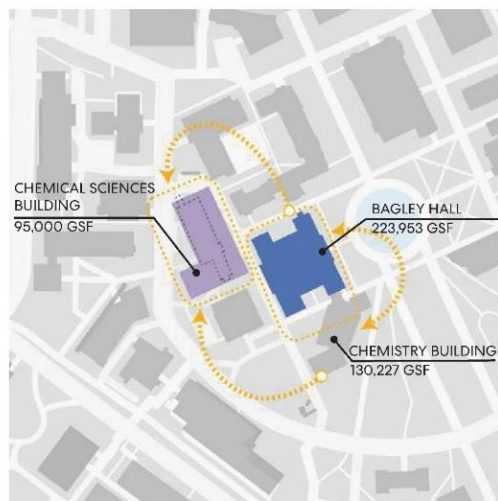 CHEMICAL SCIENCES
BUILDING
95,000 GSF
BAGLEY HALL
223,953 GSF
CHEMISTRY BUILDING
130,227 GSF